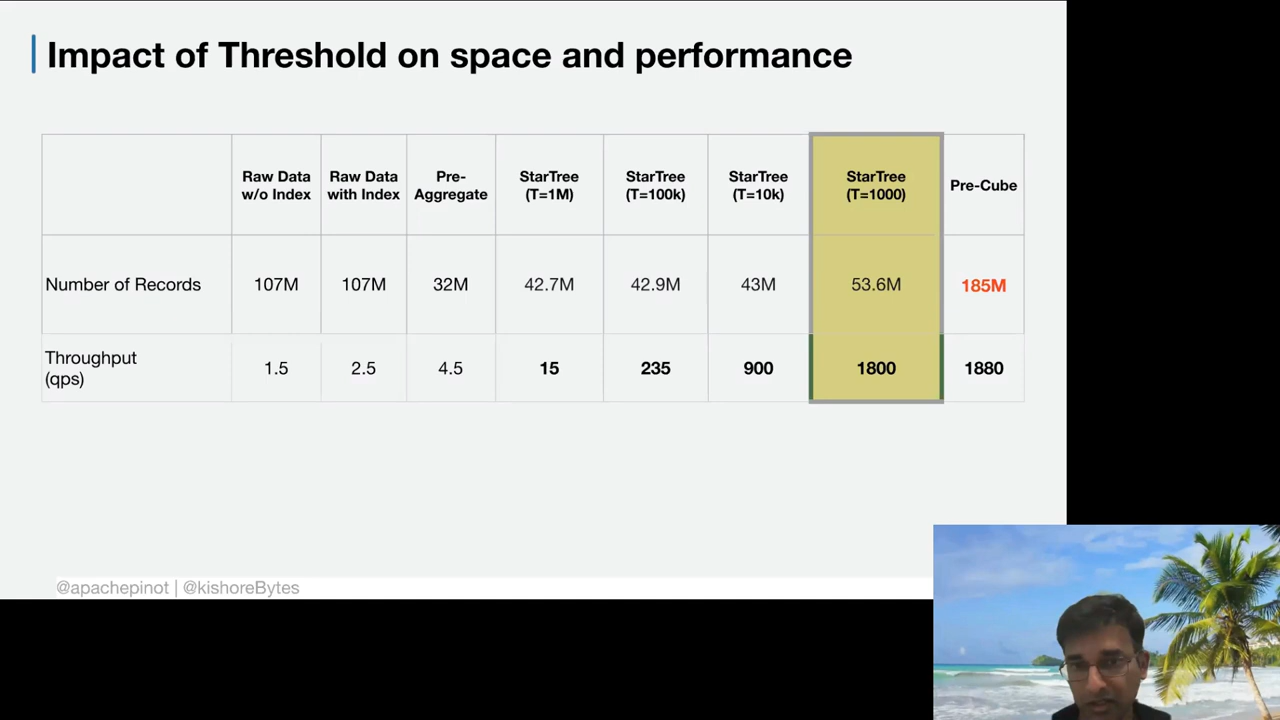 Impact of Threshold on space and performance
Raw Data w/o Index
Raw Data with Index
Pre-Aggregate
StarTree (T=1M)
StarTree (T=100k)
StarTree (T=10k)
StarTree (T=1000)
Pre-Cube
Number of Records 107M 107M 32M 42.7M 42.9M 43M 53.6M 185M
Throughput (qps) 1.5 2.5 4.5 15 235 900 1800 1880
@apachepinot | @kishoreBytes